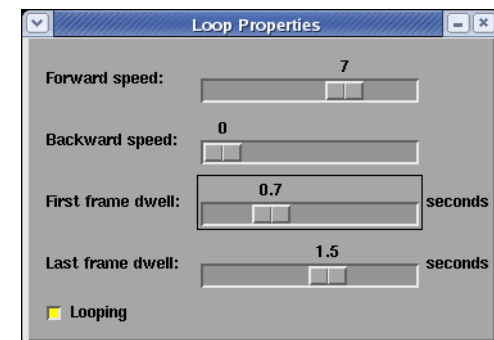 Loop Properties
7
Forward speed:
0
Backward speed:
0.7
First frame dwell: seconds
1.5
Last frame dwell: seconds
Looping